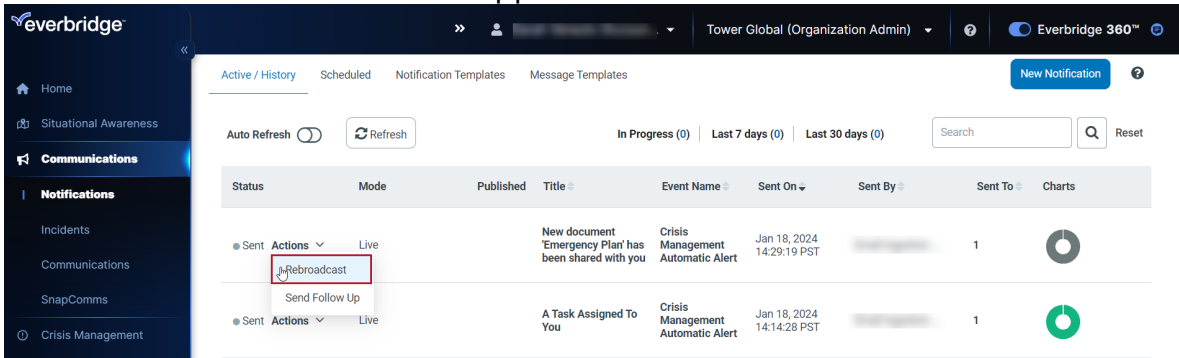 everbridge™
»
Tower Global (Organization Admin)
Everbridge 360™
«
Home
Situational Awareness
Communications
Notifications
Incidents
Communications
SnapComms
Crisis Management
Active / History Scheduled Notification Templates Message Templates
New Notification
Auto Refresh Refresh In Progress (0) Last 7 days (0) Last 30 days (0) Search Reset
Status Mode Published Title Event Name Sent On Sent By Sent To Charts
Sent Actions Live
New document
'Emergency Plan' has
been shared with you
Crisis
Management
Automatic Alert
Jan 18, 2024
14:29:19 PST
1
Rebroadcast
Send Follow Up
Sent Actions Live
A Task Assigned To
You
Crisis
Management
Automatic Alert
Jan 18, 2024
14:14:28 PST
1